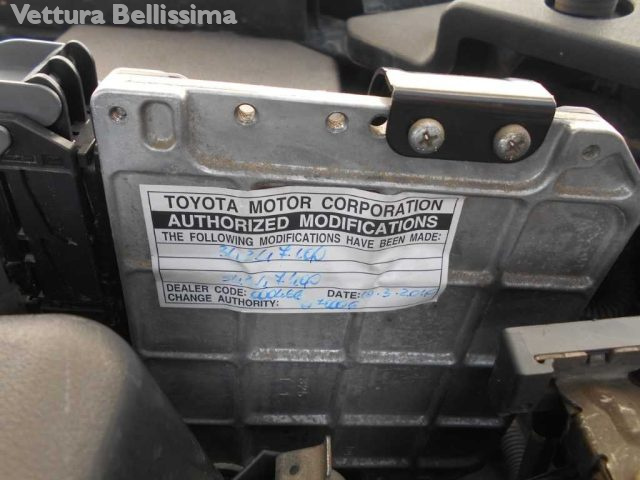 Vettura Bellissima
TOYOTA MOTOR CORPORATION
AUTHORIZED MODIFICATIONS
THE FOLLOWING MODIFICATIONS HAVE BEEN MADE:
DEALER CODE: DATE:
CHANGE AUTHORITY: